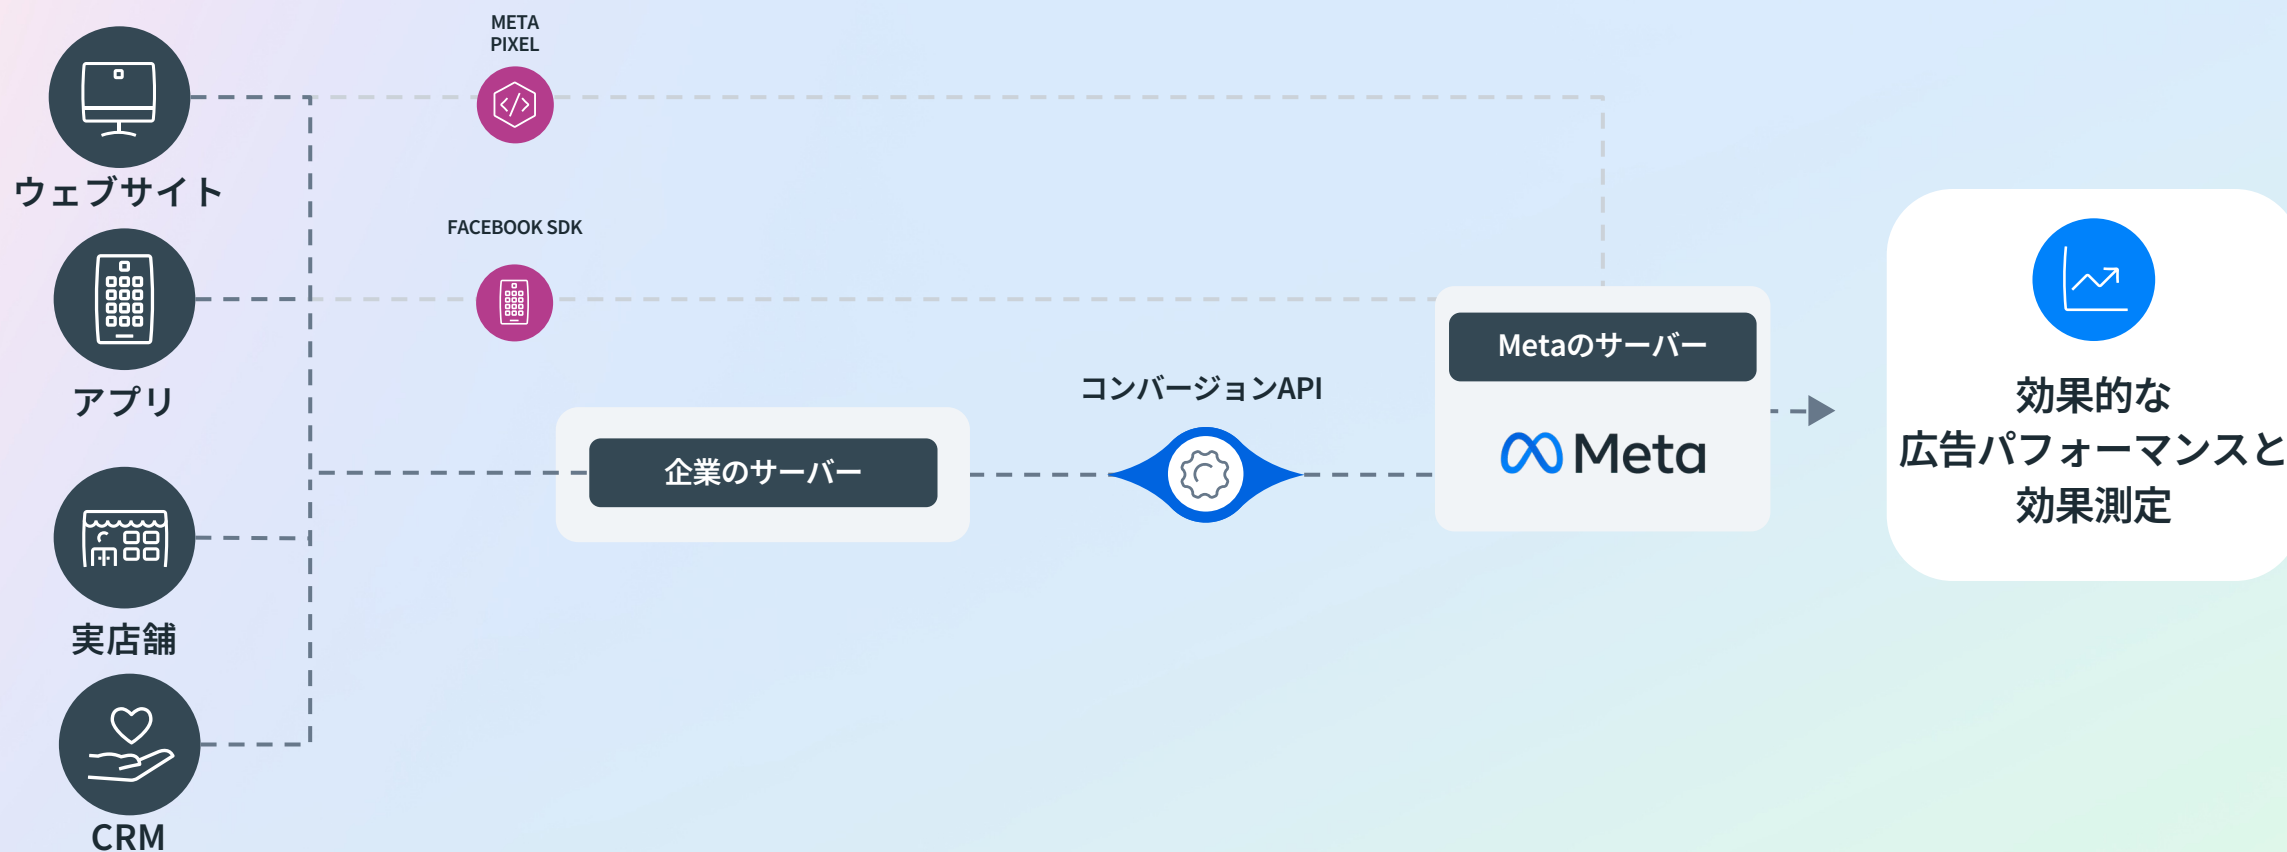 META
PIXEL
ウェブサイト
FACEBOOK SDK
アプリ
Metaのサーバー
コンバージョンAPI
企業のサーバー
Meta
効果的な
広告パフォーマンスと
効果測定
実店舗
CRM